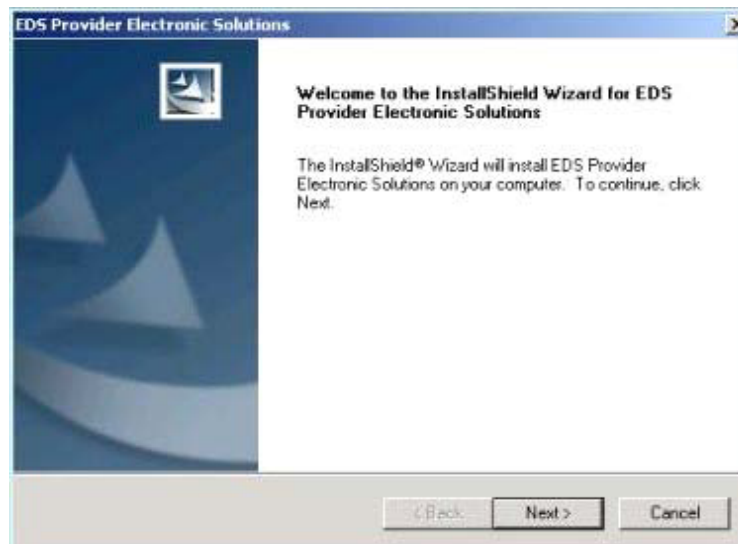 EDS Provider Electronic Solutions
Welcome to the InstallShield Wizard for EDS
Provider Electronic Solutions
The InstallShield® Wizard will install EDS Provider
Electronic Solutions on your computer. To continue, click
Next.
< Back Next > Cancel